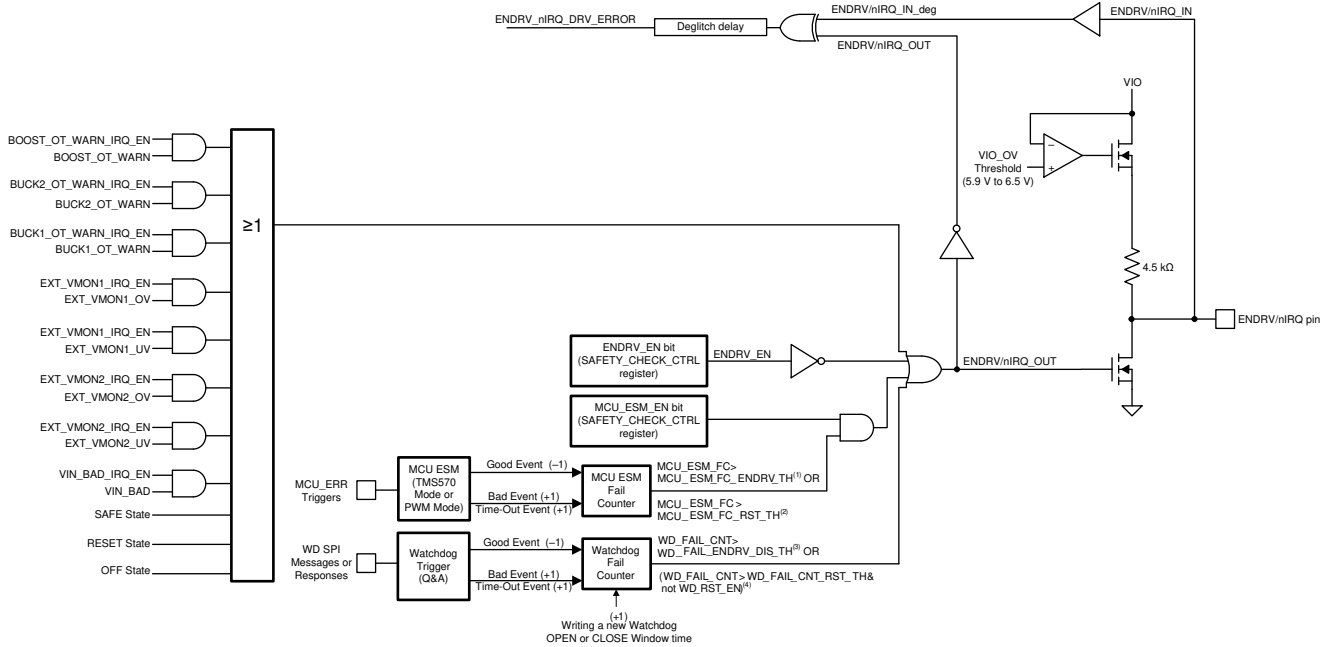 ENDRV_nIRQ_DRV_ERROR
Deglitch delay
ENDRV/nIRQ_IN_deg
ENDRV/nIRQ_OUT
ENDRV/nIRQ_IN
VIO
VIO_OV
Threshold
(5.9 V to 6.5 V)
−
+
4.5 kΩ
ENDRV/nIRQ pin
BOOST_OT_WARN_IRQ_EN
BOOST_OT_WARN
BUCK2_OT_WARN_IRQ_EN
BUCK2_OT_WARN
BUCK1_OT_WARN_IRQ_EN
BUCK1_OT_WARN
EXT_VMON1_IRQ_EN
EXT_VMON1_OV
EXT_VMON1_IRQ_EN
EXT_VMON1_UV
EXT_VMON2_IRQ_EN
EXT_VMON2_OV
EXT_VMON2_IRQ_EN
EXT_VMON2_UV
VIN_BAD_IRQ_EN
VIN_BAD
SAFE State
RESET State
OFF State
≥1
ENDRV_EN bit
(SAFETY_CHECK_CTRL
register)
ENDRV_EN
ENDRV/nIRQ_OUT
MCU_ESM_EN bit
(SAFETY_CHECK_CTRL
register)
MCU_ERR
Triggers
MCU ESM
(TMS570
Mode or
PWM Mode)
Good Event (−1)
Bad Event (+1)
Time-Out Event (+1)
MCU ESM
Fail
Counter
MCU_ESM_FC>
MCU_ESM_FC_ENDRV_TH(1) OR
MCU_ESM_FC >
MCU_ESM_FC_RST_TH(2)
WD SPI
Messages or
Responses
Watchdog
Trigger
(Q&A)
Good Event (−1)
Bad Event (+1)
Time-Out Event (+1)
Watchdog
Fail
Counter
WD_FAIL_CNT>
WD_FAIL_ENDRV_DIS_TH(3) OR
(WD_FAIL_CNT> WD_FAIL_CNT_RST_TH&
not WD_RST_EN)(4)
(+1)
Writing a new Watchdog
OPEN or CLOSE Window time